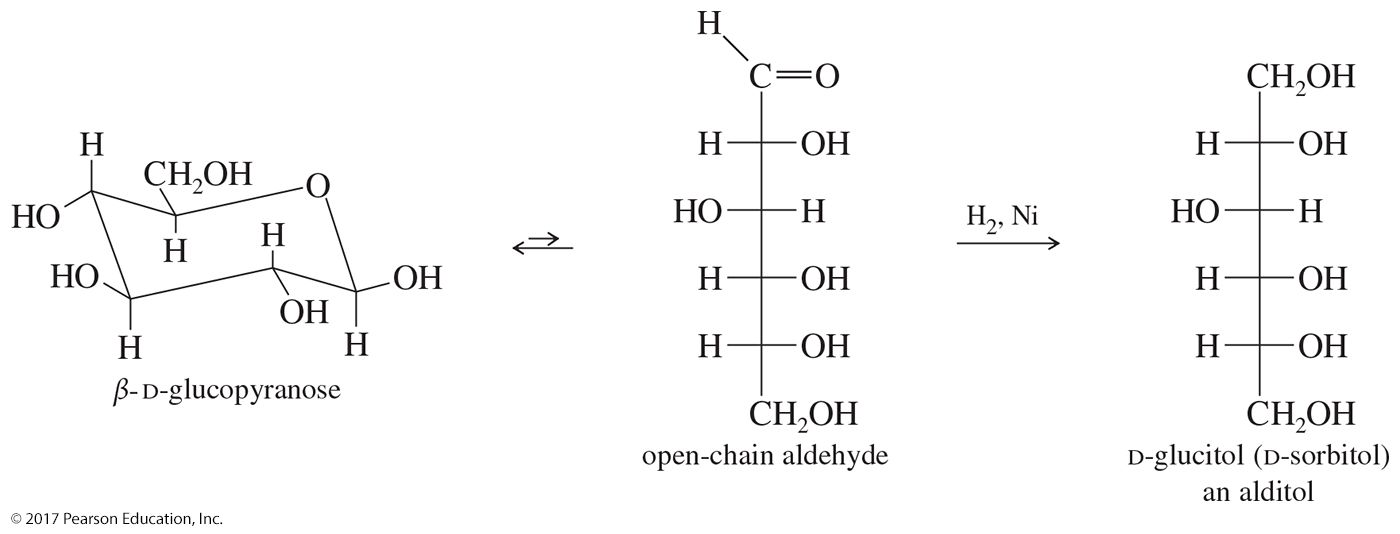 H
C=O
CH₂OH
H
CH₂OH
O
H OH
H OH
HO
H
H
HO H
H₂, Ni
HO H
HO
OH
OH
H OH
H OH
H
H
H OH
H OH
β-D-glucopyranose
CH₂OH
CH₂OH
open-chain aldehyde
D-glucitol (D-sorbitol)
an alditol
© 2017 Pearson Education, Inc.